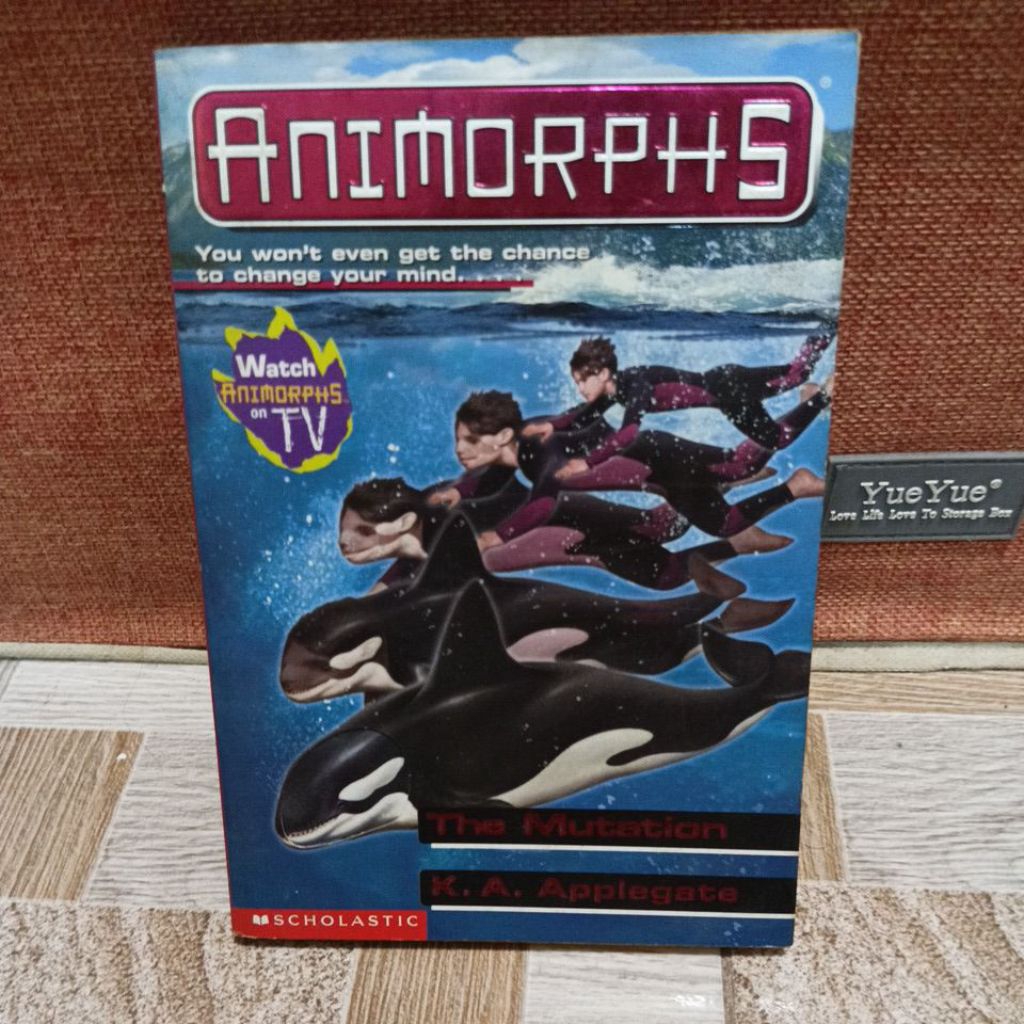 ANIMORPHS®
You won't even get the chance
to change your mind. . . . .
Watch
ANIMORPHS
on
TV
YueYue®
Love Life Love To Storage Box
The Mutation
K. A. Applegate
SCHOLASTIC